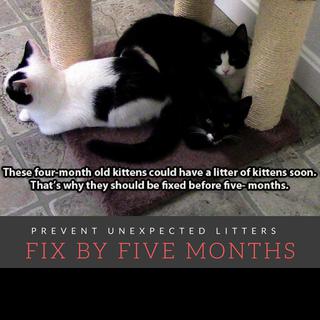 These four-month old kittens could have a litter of kittens soon.
That's why they should be fixed before five- months.
PREVENT UNEXPECTED LITTERS
FIX BY FIVE MONTHS